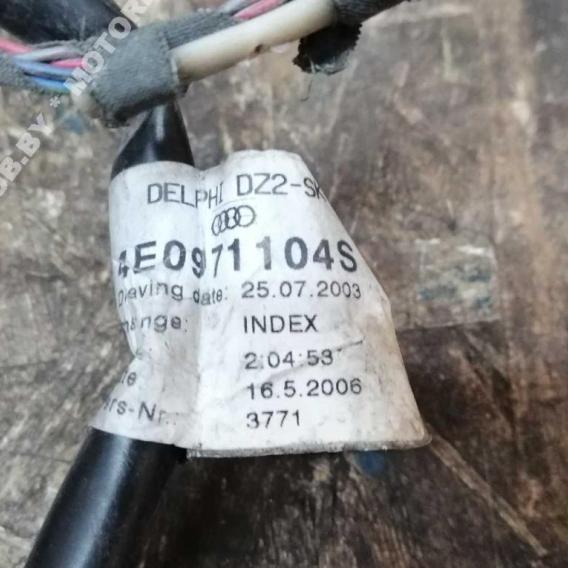 DELPHI DZ2-SK
4E0971104S
Drawing date: 25.07.2003
INDEX
2:04:53
16.5.2006
3771